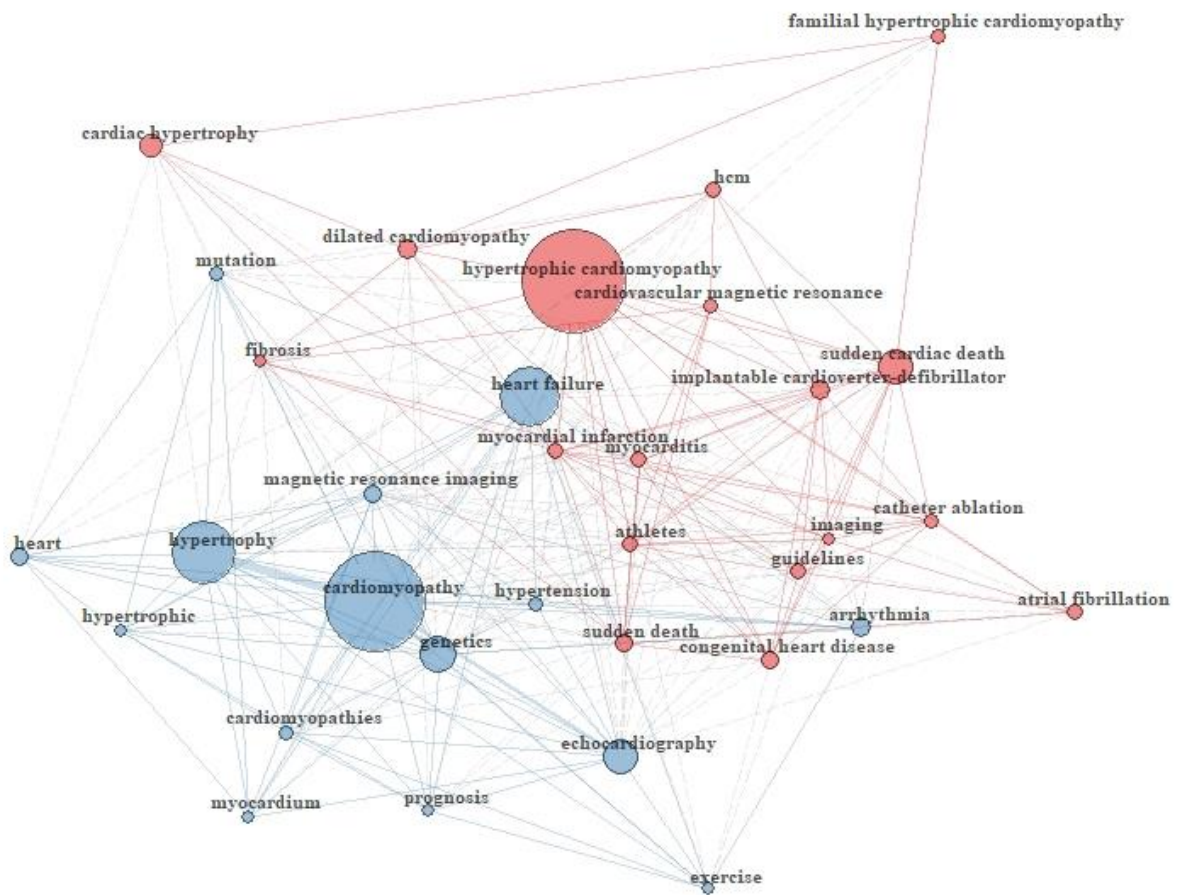 familial hypertrophic cardiomyopathy
cardiac hypertrophy
hcm
dilated cardiomyopathy
mutation
hypertrophic cardiomyopathy
cardiovascular magnetic resonance
fibrosis
sudden cardiac death
heart failure
implantable cardioverter-defibrillator
myocardial infarction
myocarditis
magnetic resonance imaging
catheter ablation
heart
hypertrophy
athletes
imaging
guidelines
cardiomyopathy
hypertension
atrial fibrillation
hypertrophic
arrhythmia
genetics
sudden death
congenital heart disease
cardiomyopathies
echocardiography
myocardium
prognosis
exercise